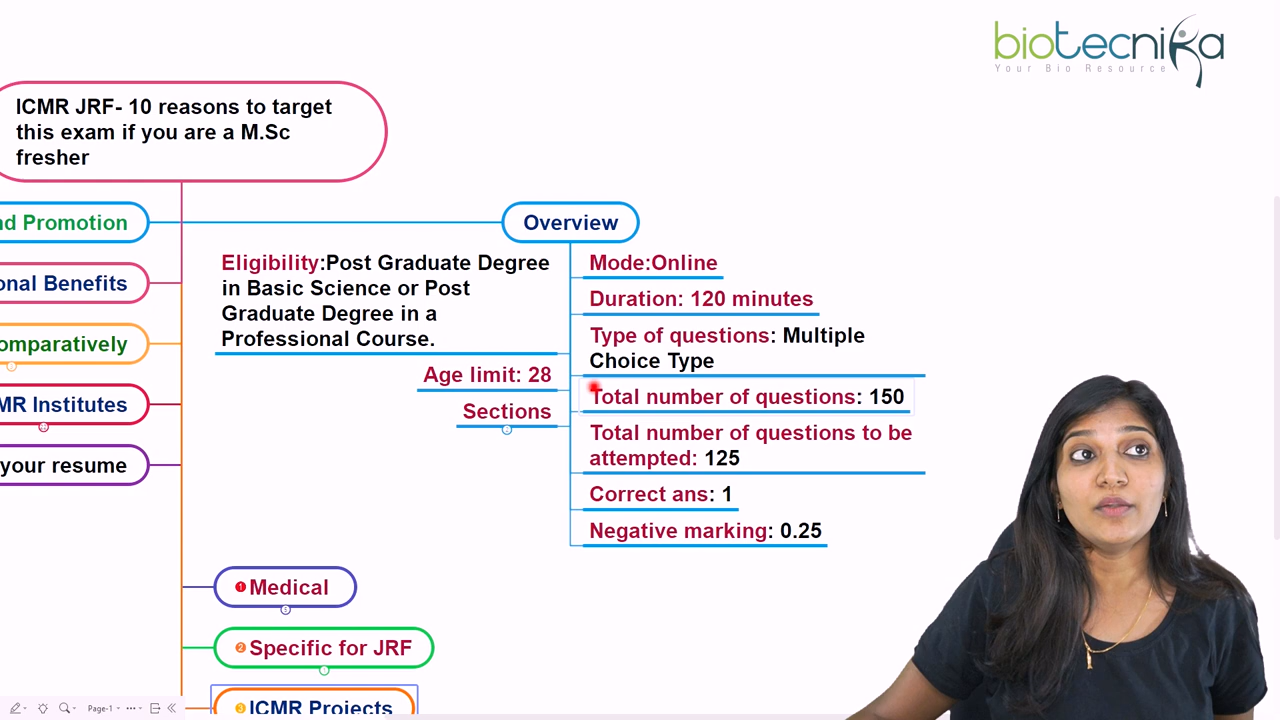 biotecnika
Your Bio Resource
ICMR JRF- 10 reasons to target
this exam if you are a M.Sc
fresher
nd Promotion
Overview
onal Benefits
omparatively
MR Institutes
your resume
Eligibility:Post Graduate Degree
in Basic Science or Post
Graduate Degree in a
Professional Course.
Age limit: 28
Sections
Mode:Online
Duration: 120 minutes
Type of questions: Multiple
Choice Type
Total number of questions: 150
Total number of questions to be
attempted: 125
Correct ans: 1
Negative marking: 0.25
1 Medical
2 Specific for JRF
3 ICMR Projects
Page-1